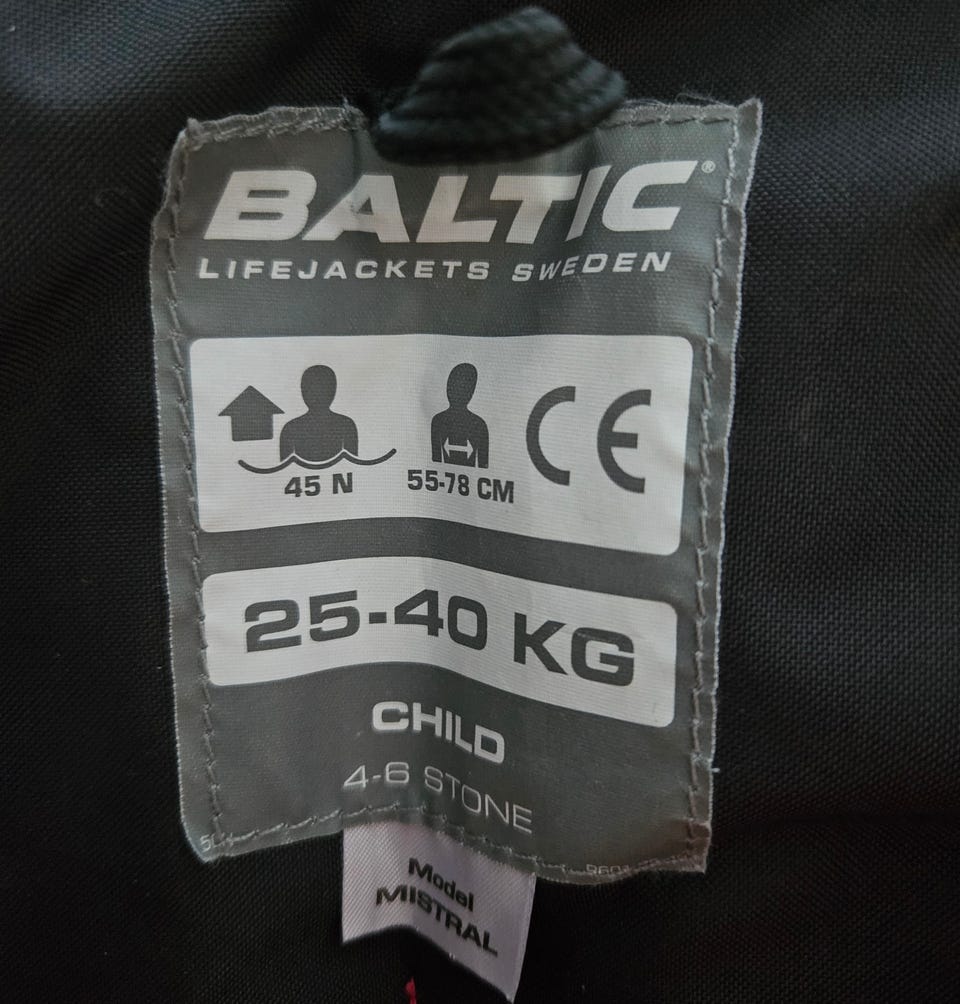 BALTIC®
LIFEJACKETS SWEDEN
45 N
55-78 CM
CE
25-40 KG
CHILD
4-6 STONE
Model
MISTRAL